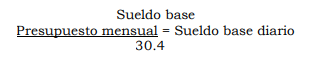 Sueldo base
Presupuesto mensual = Sueldo base diario
30.4